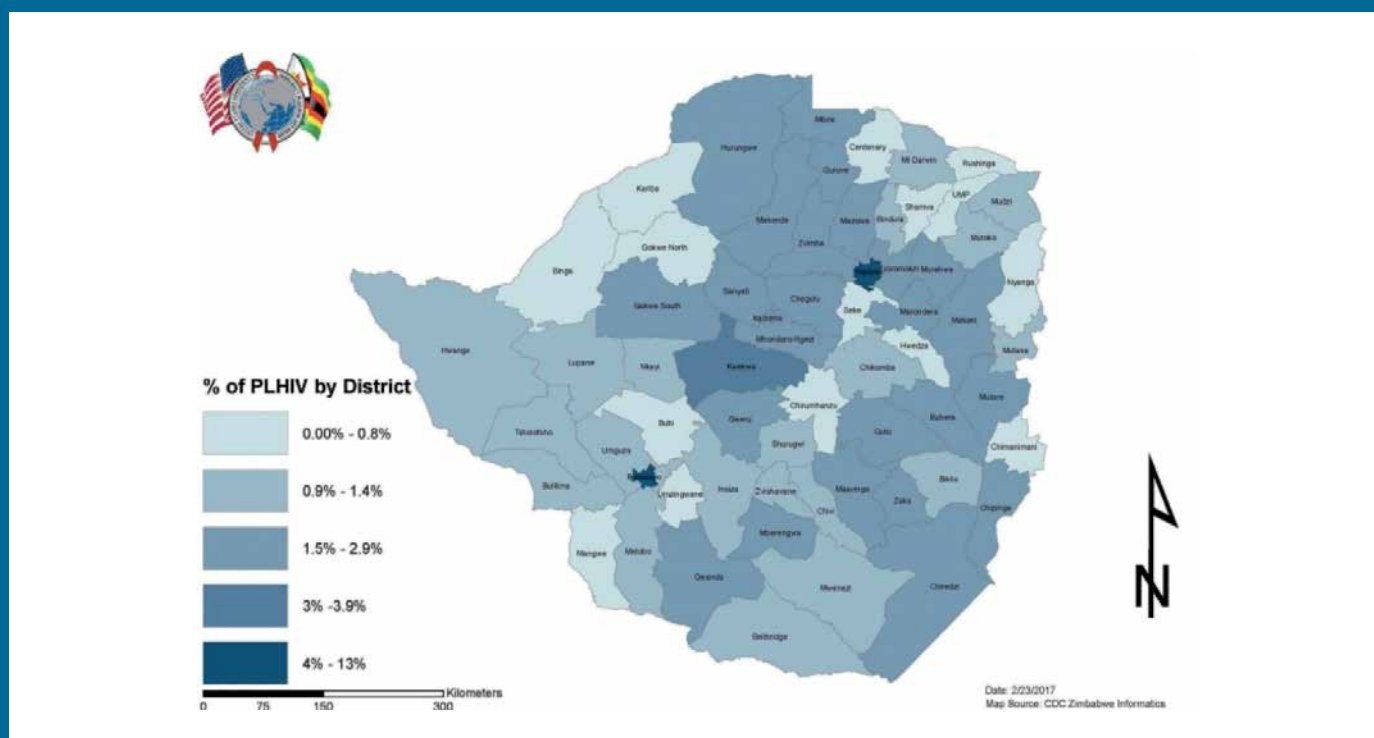 Mbire
Hurungwe
Centenary
Mt Darwin
Rushinga
Guruve
Kariba
UMP
Shamva
Mudzi
Makonde
Mazowe
Bindura
Mutoko
Zvimba
Gokwe North
Binga
Murehwa
Nyanga
Sanyati
Chegutu
Gokwe South
Seke
Marondera
Makoni
Kadoma
Mhondoro-Ngezi
Hwedza
Mutasa
Hwange
Lupane
Nkayi
Kwekwe
Chikomba
% of PLHIV by District
Chirumhanzu
Mutare
Buhera
Gweru
Bubi
Gutu
0.00% - 0.8%
Tsholotsho
Umguza
Shurugwi
Chimanimani
Bulilima
Umzingwane
Insiza
Zvishavane
Masvingo
Zaka
Bikita
0.9% - 1.4%
Chivi
Chipinge
Mberengwa
1.5% - 2.9%
Mangwe
Matobo
Gwanda
Mwenezi
Chiredzi
3% -3.9%
Beitbridge
4% - 13%
N
Kilometers
0 75 150 300
Date: 2/23/2017
Map Source: CDC Zimbabwe Informatics